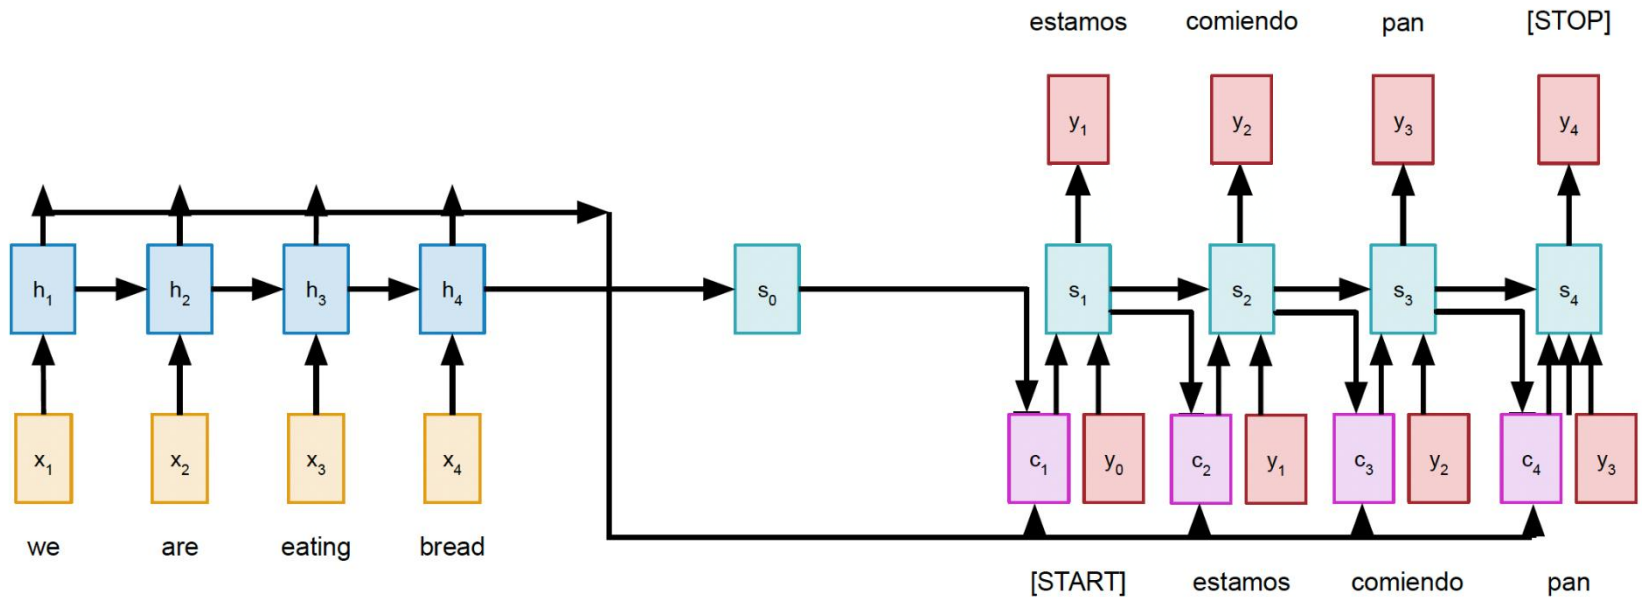 estamos comiendo pan [STOP]
y1 y2 y3 y4
h1 h2 h3 h4 s0 s1 s2 s3 s4
x1 x2 x3 x4 c1 y0 c2 y1 c3 y2 c4 y3
we are eating bread
[START] estamos comiendo pan